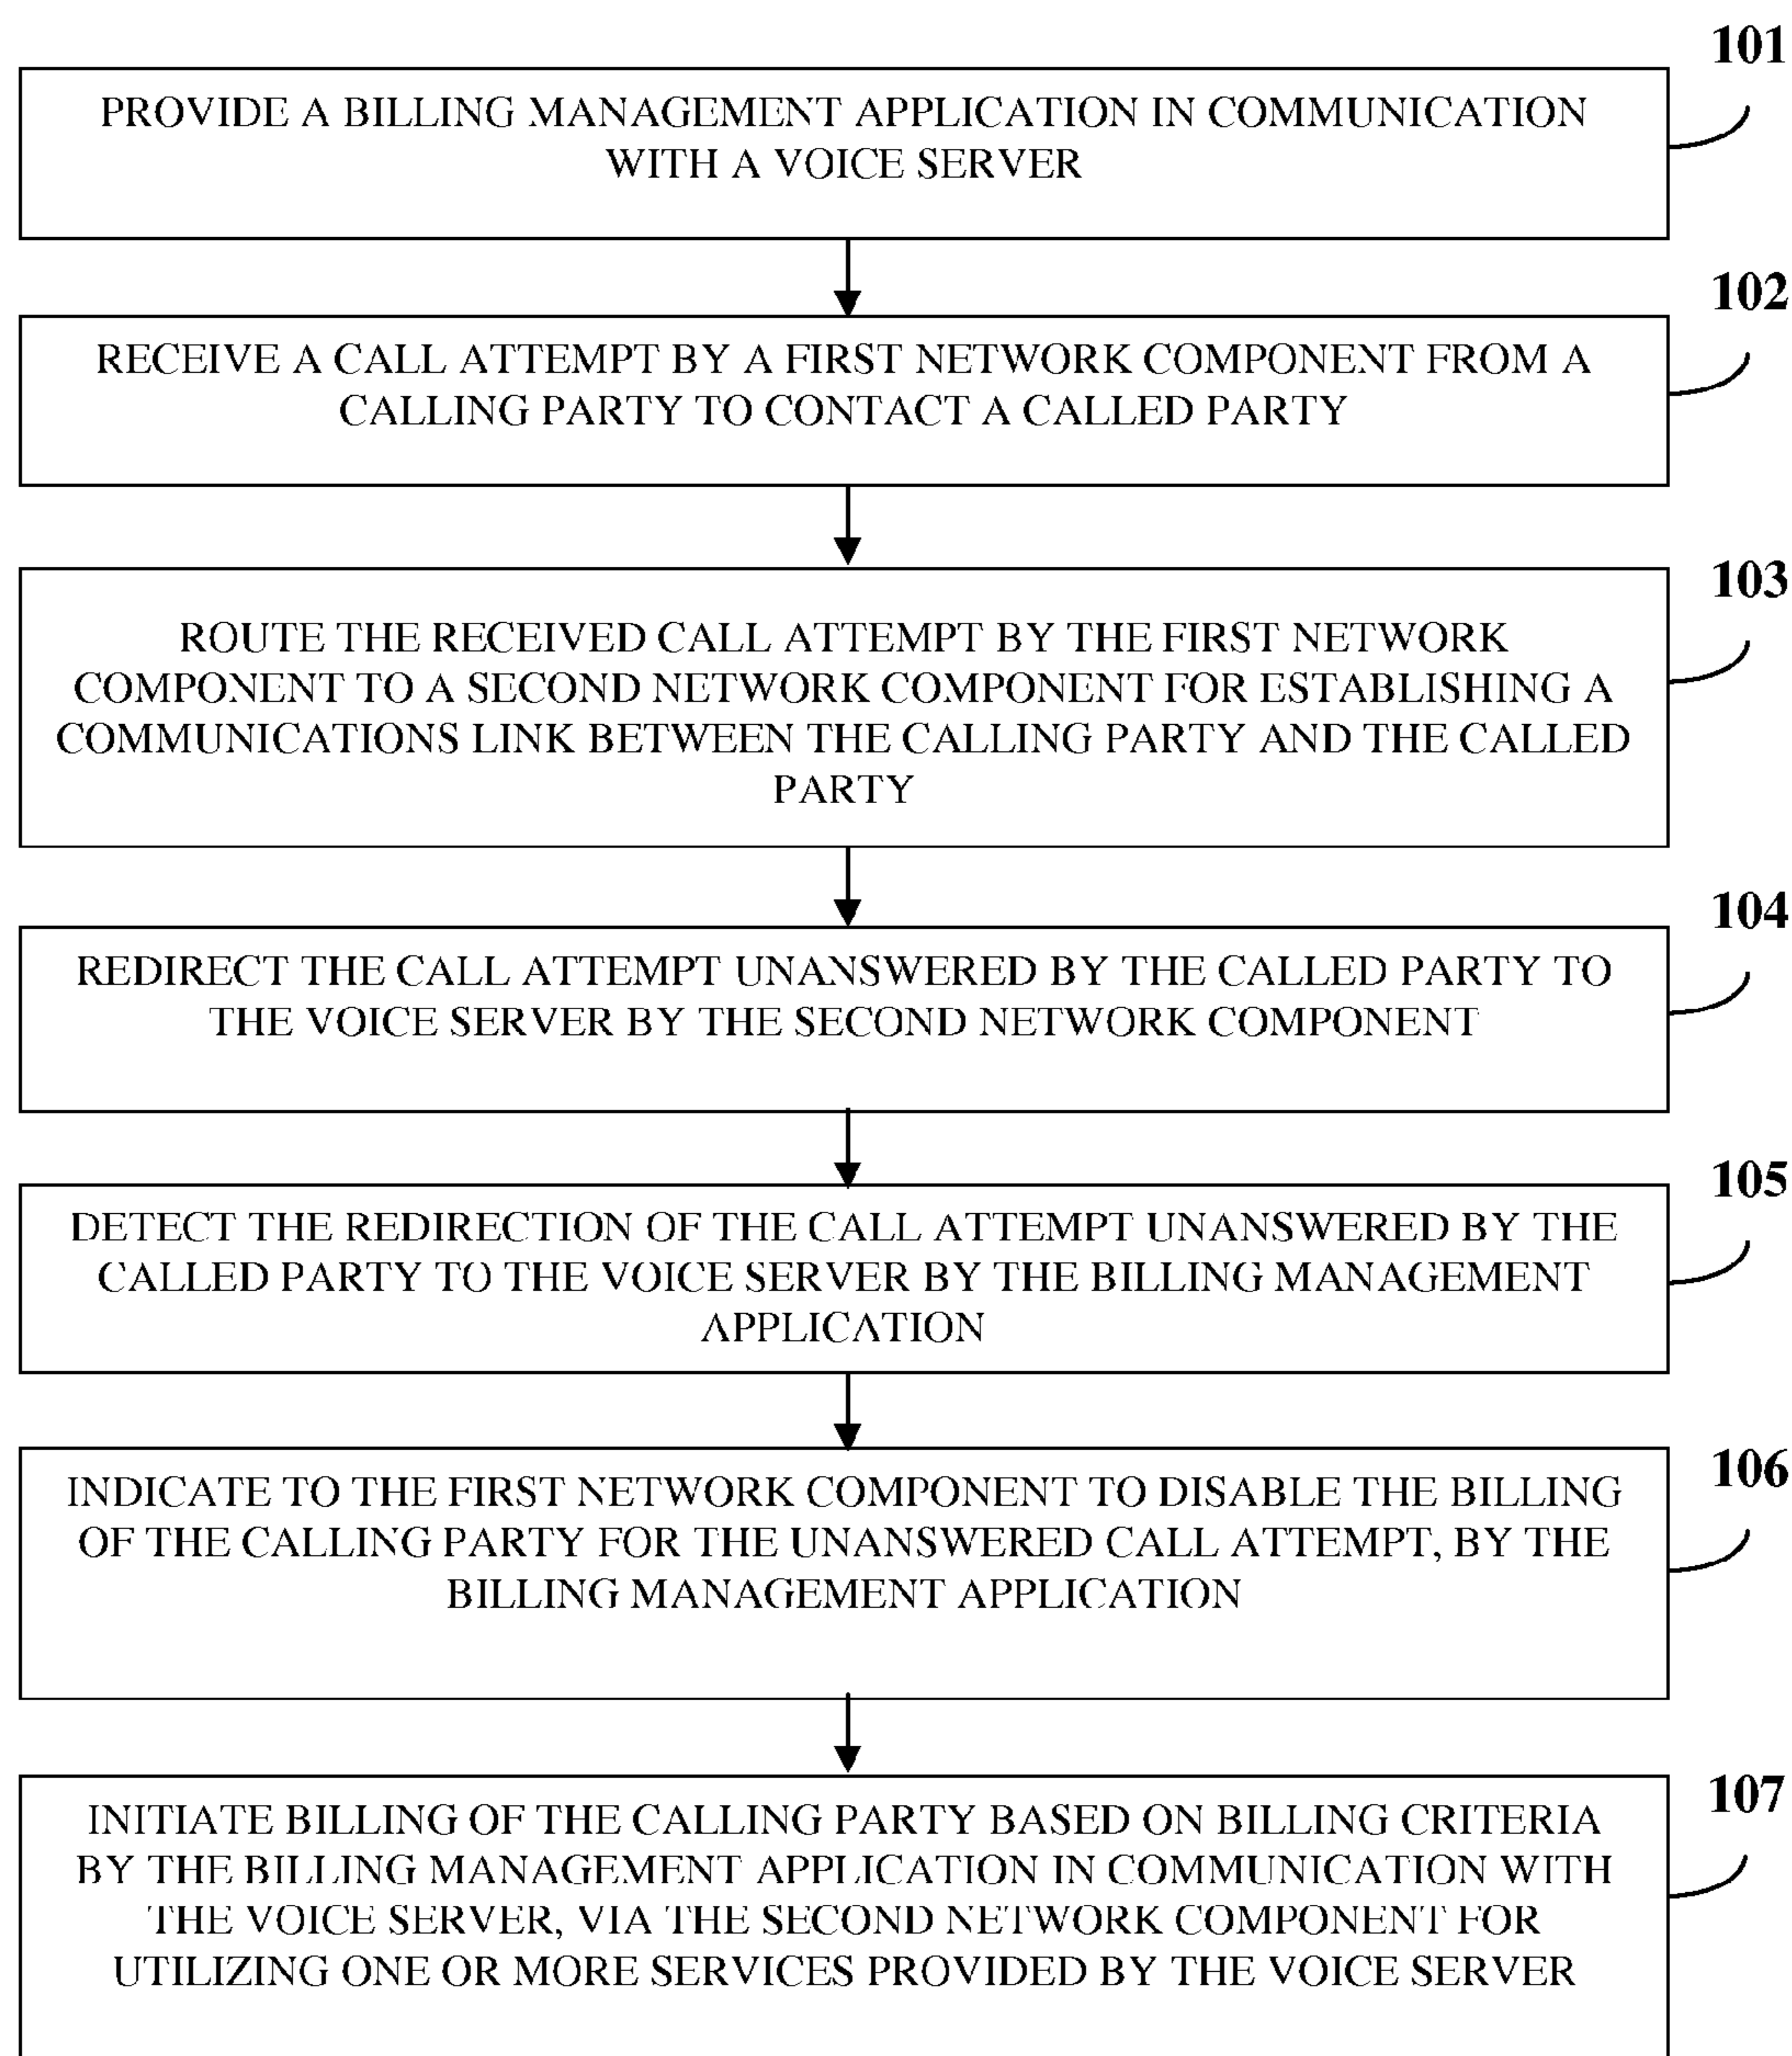 101
PROVIDE A BILLING MANAGEMENT APPLICATION IN COMMUNICATION
WITH A VOICE SERVER
102
RECEIVE A CALL ATTEMPT BY A FIRST NETWORK COMPONENT FROM A
CALLING PARTY TO CONTACT A CALLED PARTY
103
ROUTE THE RECEIVED CALL ATTEMPT BY THE FIRST NETWORK
COMPONENT TO A SECOND NETWORK COMPONENT FOR ESTABLISHING A
COMMUNICATIONS LINK BETWEEN THE CALLING PARTY AND THE CALLED
PARTY
104
REDIRECT THE CALL ATTEMPT UNANSWERED BY THE CALLED PARTY TO
THE VOICE SERVER BY THE SECOND NETWORK COMPONENT
105
DETECT THE REDIRECTION OF THE CALL ATTEMPT UNANSWERED BY THE
CALLED PARTY TO THE VOICE SERVER BY THE BILLING MANAGEMENT
APPLICATION
106
INDICATE TO THE FIRST NETWORK COMPONENT TO DISABLE THE BILLING
OF THE CALLING PARTY FOR THE UNANSWERED CALL ATTEMPT, BY THE
BILLING MANAGEMENT APPLICATION
107
INITIATE BILLING OF THE CALLING PARTY BASED ON BILLING CRITERIA
BY THE BILLING MANAGEMENT APPLICATION IN COMMUNICATION WITH
THE VOICE SERVER, VIA THE SECOND NETWORK COMPONENT FOR
UTILIZING ONE OR MORE SERVICES PROVIDED BY THE VOICE SERVER